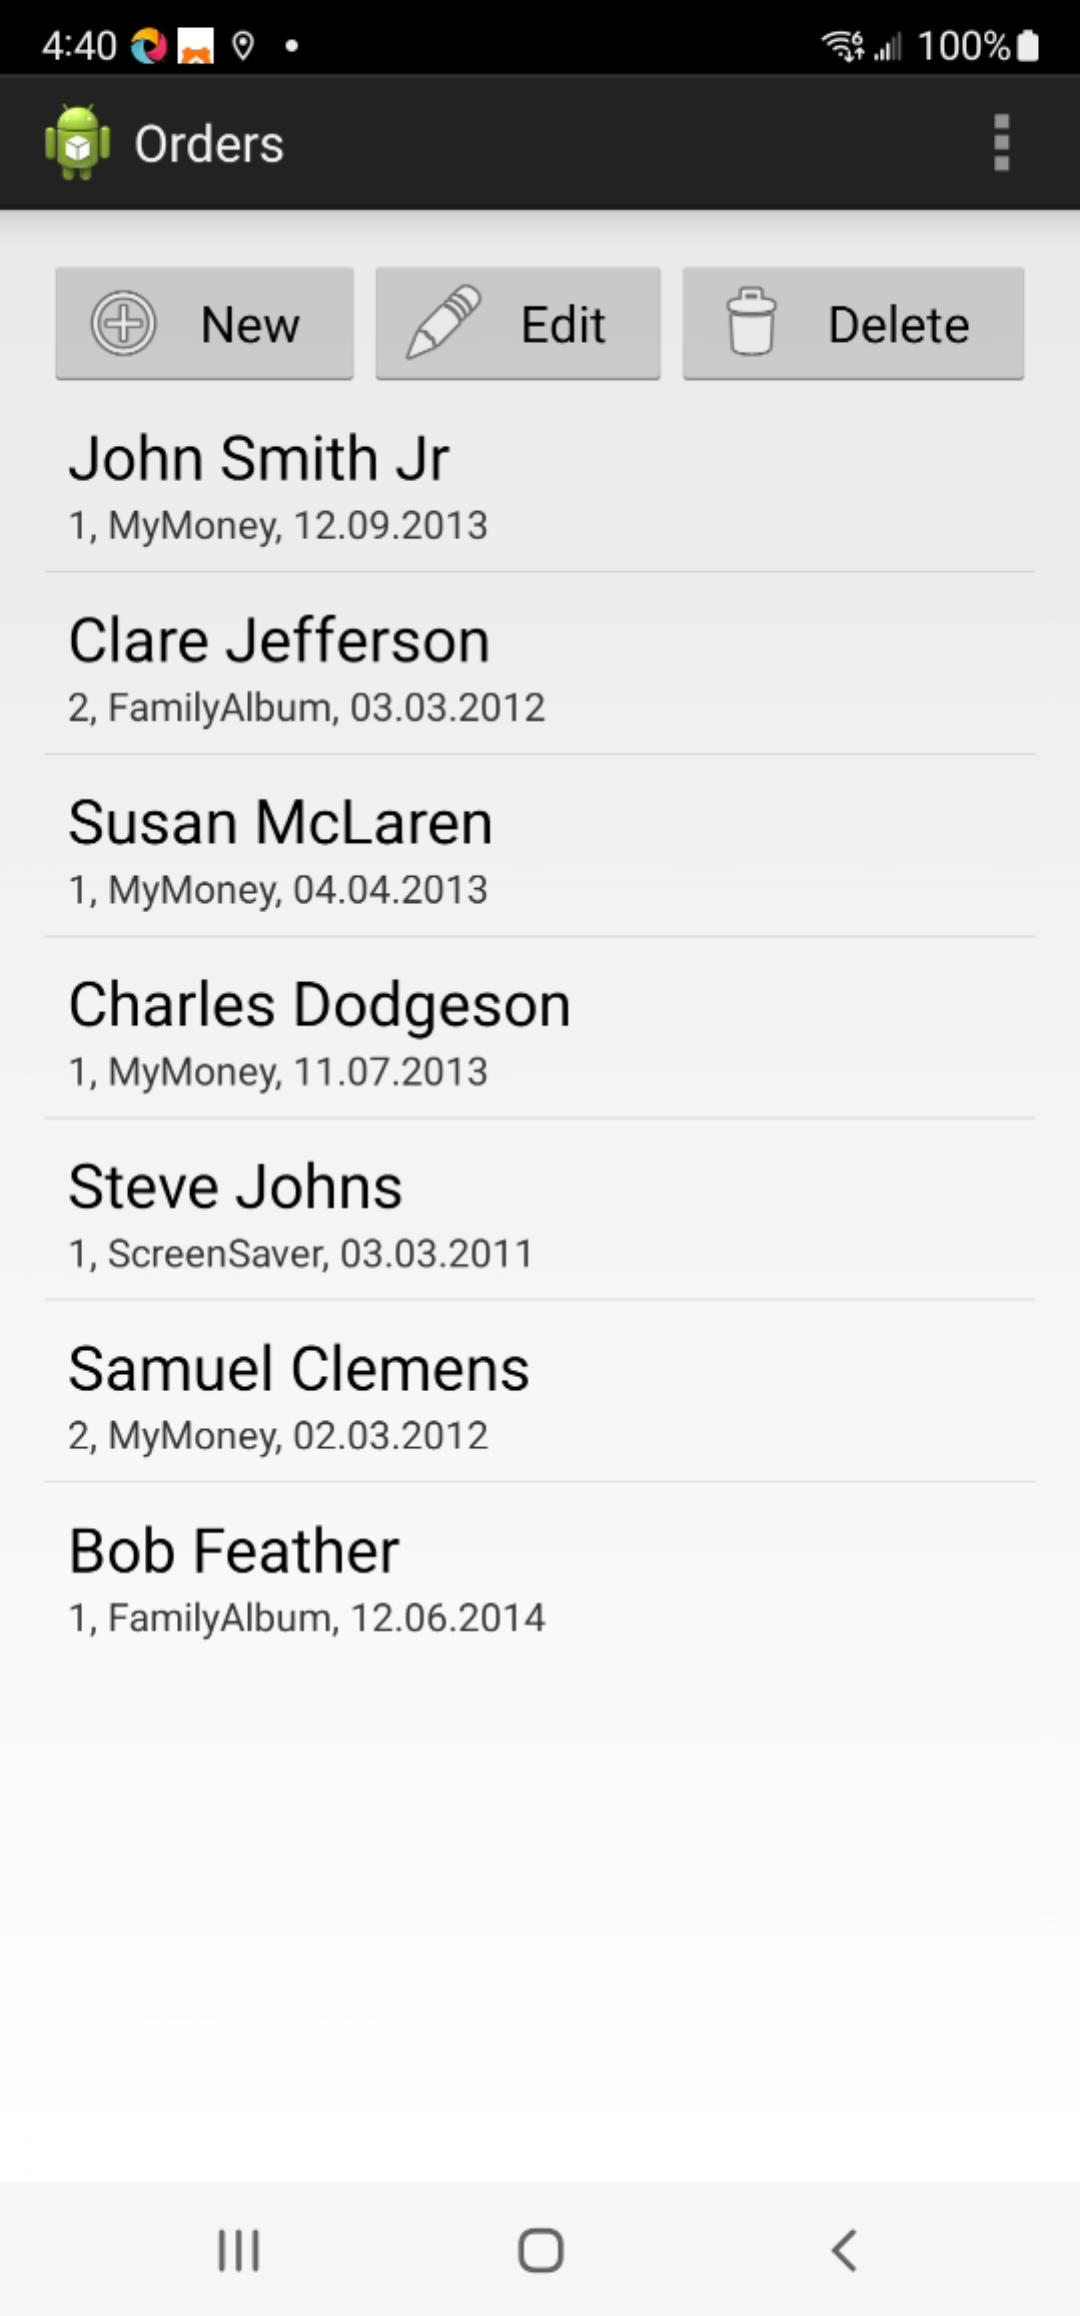 4:40 100%
Orders
New Edit Delete
John Smith Jr
1, MyMoney, 12.09.2013
Clare Jefferson
2, FamilyAlbum, 03.03.2012
Susan McLaren
1, MyMoney, 04.04.2013
Charles Dodgeson
1, MyMoney, 11.07.2013
Steve Johns
1, ScreenSaver, 03.03.2011
Samuel Clemens
2, MyMoney, 02.03.2012
Bob Feather
1, FamilyAlbum, 12.06.2014